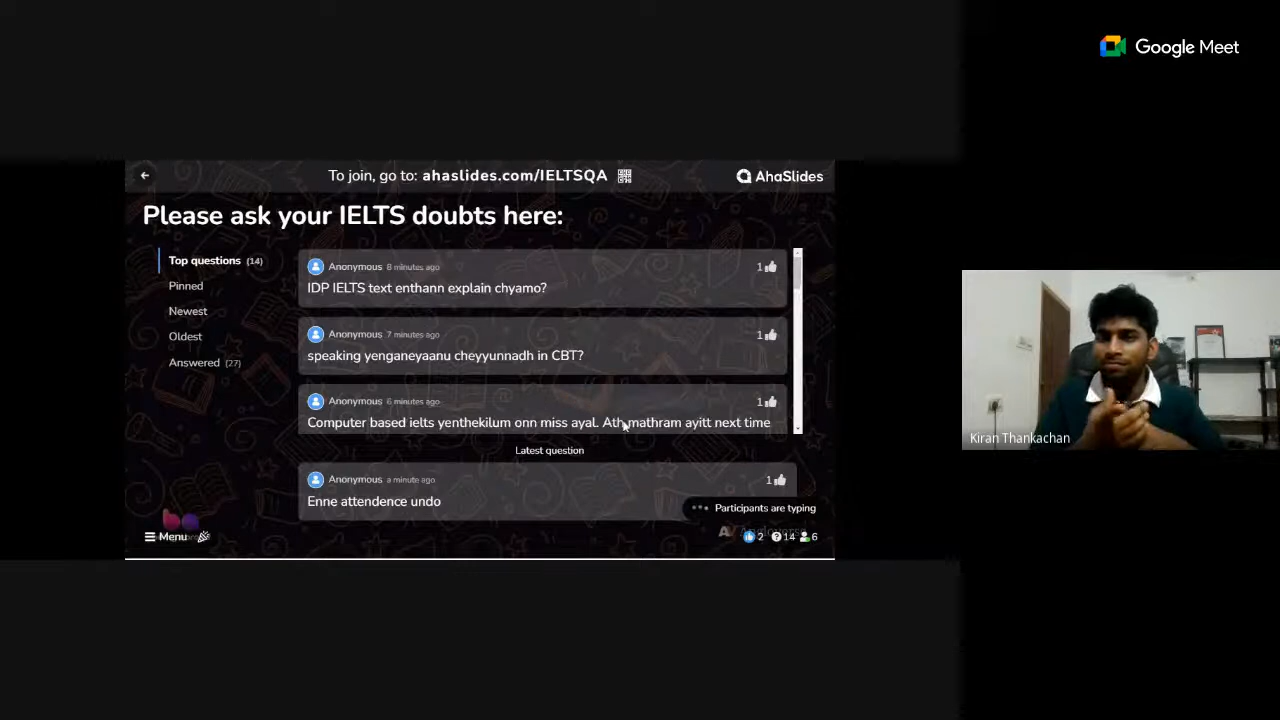 Google Meet
To join, go to: ahaslides.com/IELTSQA
AhaSlides
Please ask your IELTS doubts here:
Top questions (14)
Pinned
Newest
Oldest
Answered (27)
Anonymous 8 minutes ago 1
IDP IELTS text enthann explain chyamo?
Anonymous 7 minutes ago 1
speaking yenganeyaanu cheyyunnadh in CBT?
Anonymous 6 minutes ago 1
Computer based ielts yenthekilum onn miss ayal. Ath mathram ayitt next time
Latest question
Anonymous a minute ago 1
Enne attendence undo
Participants are typing
Menu
2 14 6
Kiran Thankachan